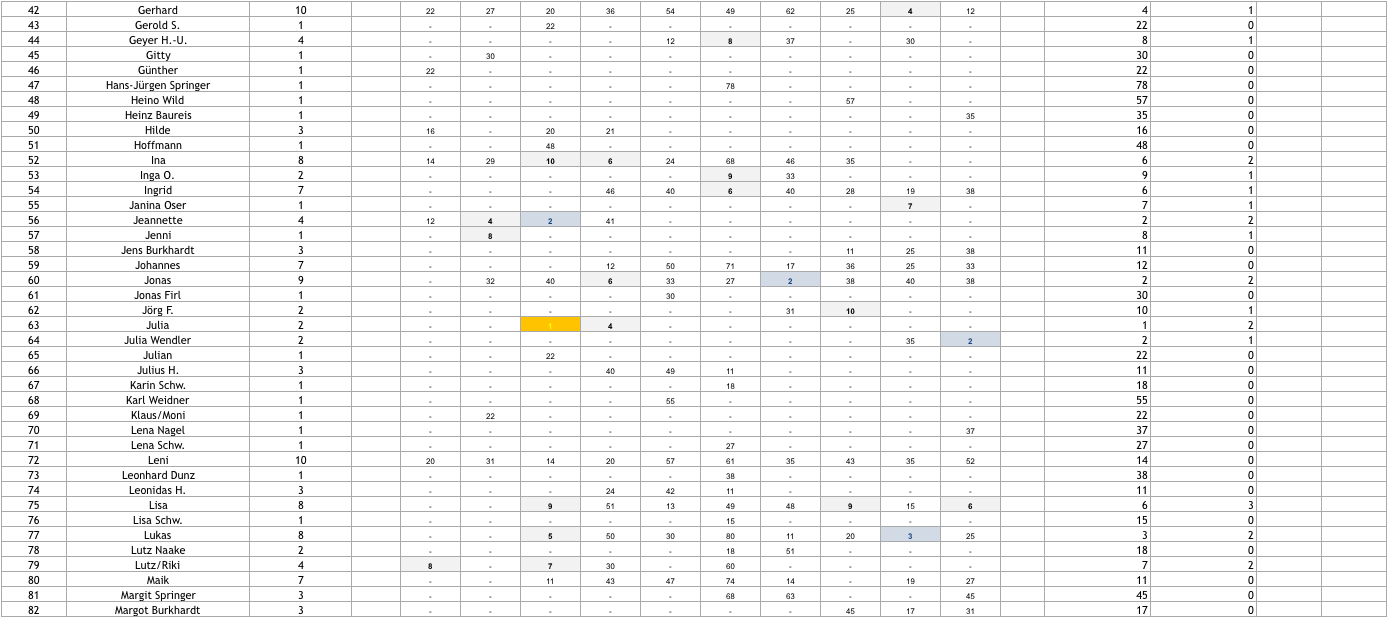 42 Gerhard 10 22 27 20 36 54 49 62 25 4 12 4 1
43 Gerold S. 1 - - 22 - - - - - - - 22 0
44 Geyer H.-U. 4 - - - - 12 8 37 - 30 - 8 1
45 Gitty 1 - 30 - - - - - - - - 30 0
46 Günther 1 22 - - - - - - - - - 22 0
47 Hans-Jürgen Springer 1 - - - - - 78 - - - - 78 0
48 Heino Wild 1 - - - - - - - 57 - - 57 0
49 Heinz Baureis 1 - - - - - - - - - 35 35 0
50 Hilde 3 16 - 20 21 - - - - - - 16 0
51 Hoffmann 1 - - 48 - - - - - - - 48 0
52 Ina 8 14 29 10 6 24 68 46 35 - - 6 2
53 Inga O. 2 - - - - - 9 33 - - - 9 1
54 Ingrid 7 - - - 46 40 6 40 28 19 38 6 1
55 Janina Oser 1 - - - - - - - - 7 - 7 1
56 Jeannette 4 12 4 2 41 - - - - - - 2 2
57 Jenni 1 - 8 - - - - - - - - 8 1
58 Jens Burkhardt 3 - - - - - - - 11 25 38 11 0
59 Johannes 7 - - - 12 50 71 17 36 25 33 12 0
60 Jonas 9 - 32 40 6 33 27 2 38 40 38 2 2
61 Jonas Firl 1 - - - - 30 - - - - - 30 0
62 Jörg F. 2 - - - - - - 31 10 - - 10 1
63 Julia 2 - - 1 4 - - - - - - 1 2
64 Julia Wendler 2 - - - - - - - - 35 2 2 1
65 Julian 1 - - 22 - - - - - - - 22 0
66 Julius H. 3 - - - 40 49 11 - - - - 11 0
67 Karin Schw. 1 - - - - - 18 - - - - 18 0
68 Karl Weidner 1 - - - - 55 - - - - - 55 0
69 Klaus/Moni 1 - 22 - - - - - - - - 22 0
70 Lena Nagel 1 - - - - - - - - - 37 37 0
71 Lena Schw. 1 - - - - - 27 - - - - 27 0
72 Leni 10 20 31 14 20 57 61 35 43 35 52 14 0
73 Leonhard Dunz 1 - - - - - 38 - - - - 38 0
74 Leonidas H. 3 - - - 24 42 11 - - - - 11 0
75 Lisa 8 - - 9 51 13 49 48 9 15 6 6 3
76 Lisa Schw. 1 - - - - - 15 - - - - 15 0
77 Lukas 8 - - 5 50 30 80 11 20 3 25 3 2
78 Lutz Naake 2 - - - - - 18 51 - - - 18 0
79 Lutz/Riki 4 8 - 7 30 - 60 - - - - 7 2
80 Maik 7 - - 11 43 47 74 14 - 19 27 11 0
81 Margit Springer 3 - - - - - 68 63 - - 45 45 0
82 Margot Burkhardt 3 - - - - - - - 45 17 31 17 0